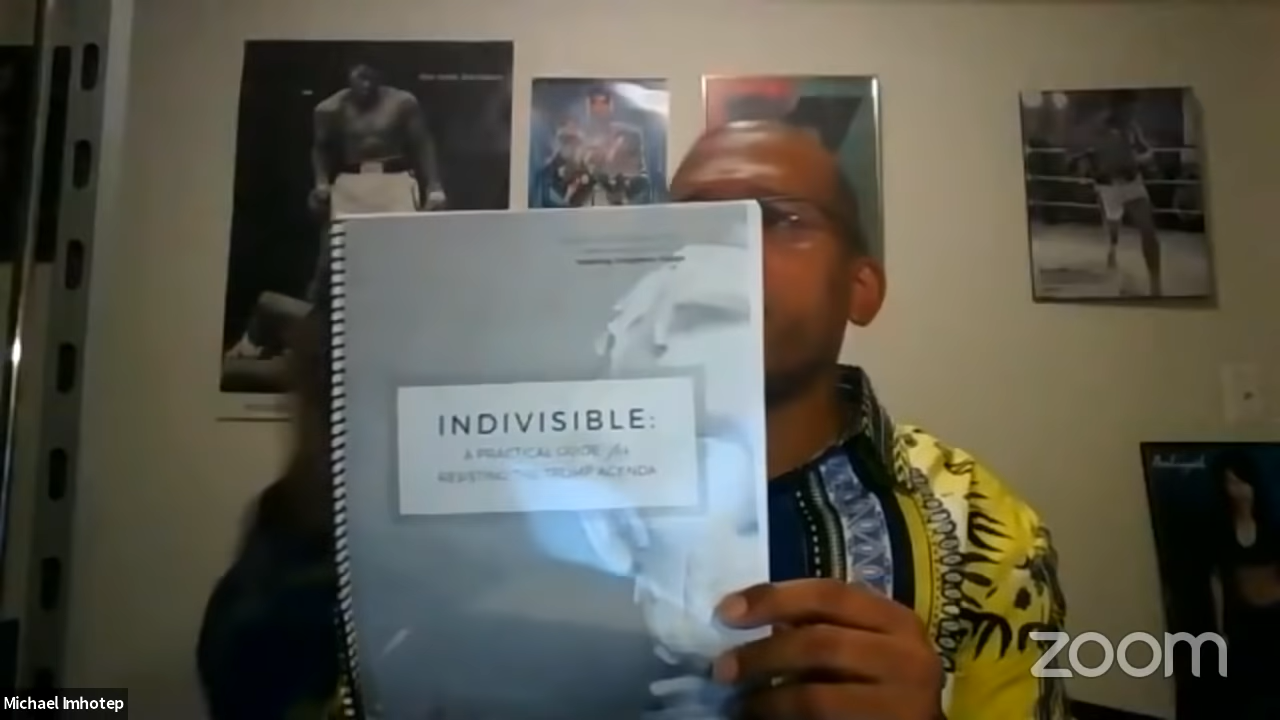 INDIVISIBLE:
A PRACTICAL GUIDE for
RESISTING THE TRUMP AGENDA
zoom
Michael Imhotep